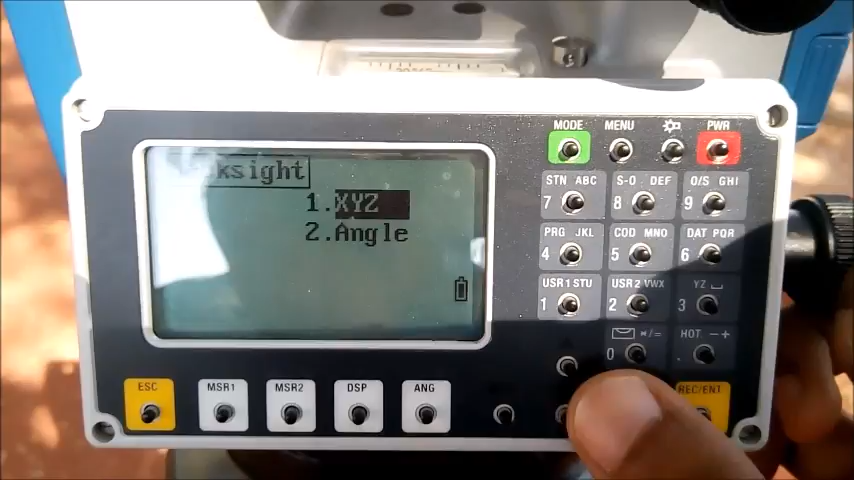 ksight
1.XYZ
2.Angle
MODE MENU PWR
STN ABC S-O DEF O/S GHI
7 8 9
PRG JKL COD MNO DAT PQR
4 5 6
USR1 STU USR2 VWX YZ
1 2 3
*/= HOT -+
0 .
ESC MSR1 MSR2 DSP ANG REC/ENT